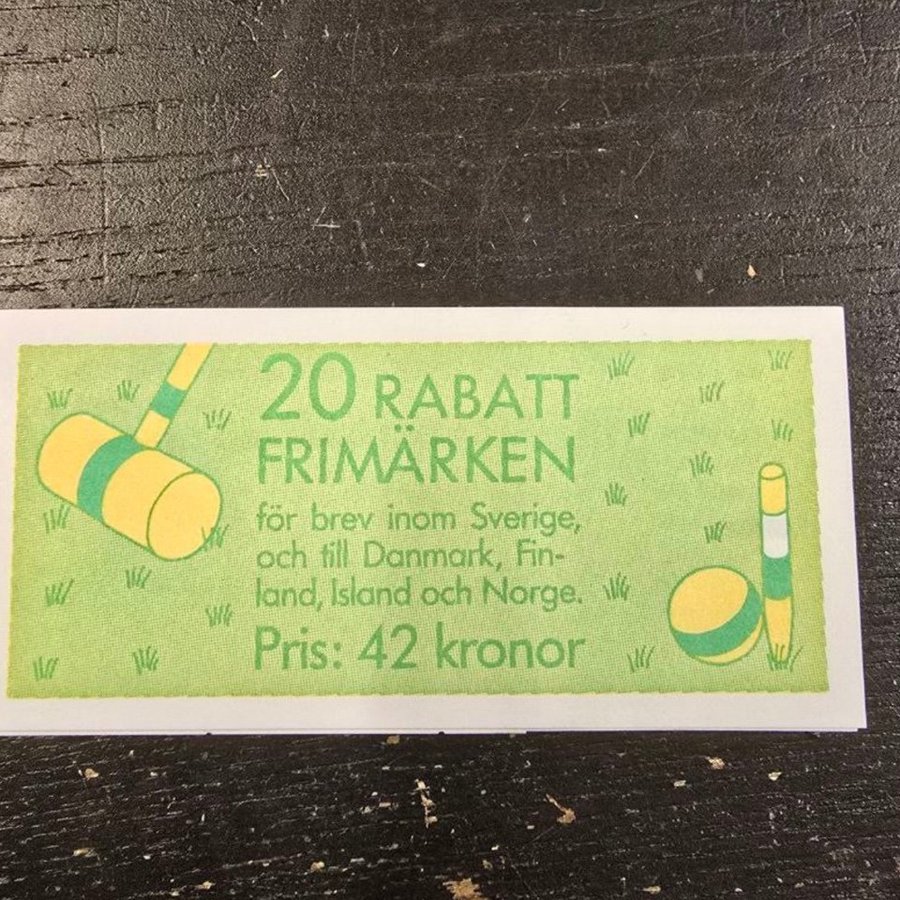 20 RABATT
FRIMÄRKEN
för brev inom Sverige,
och till Danmark, Fin-
land, Island och Norge.
Pris: 42 kronor